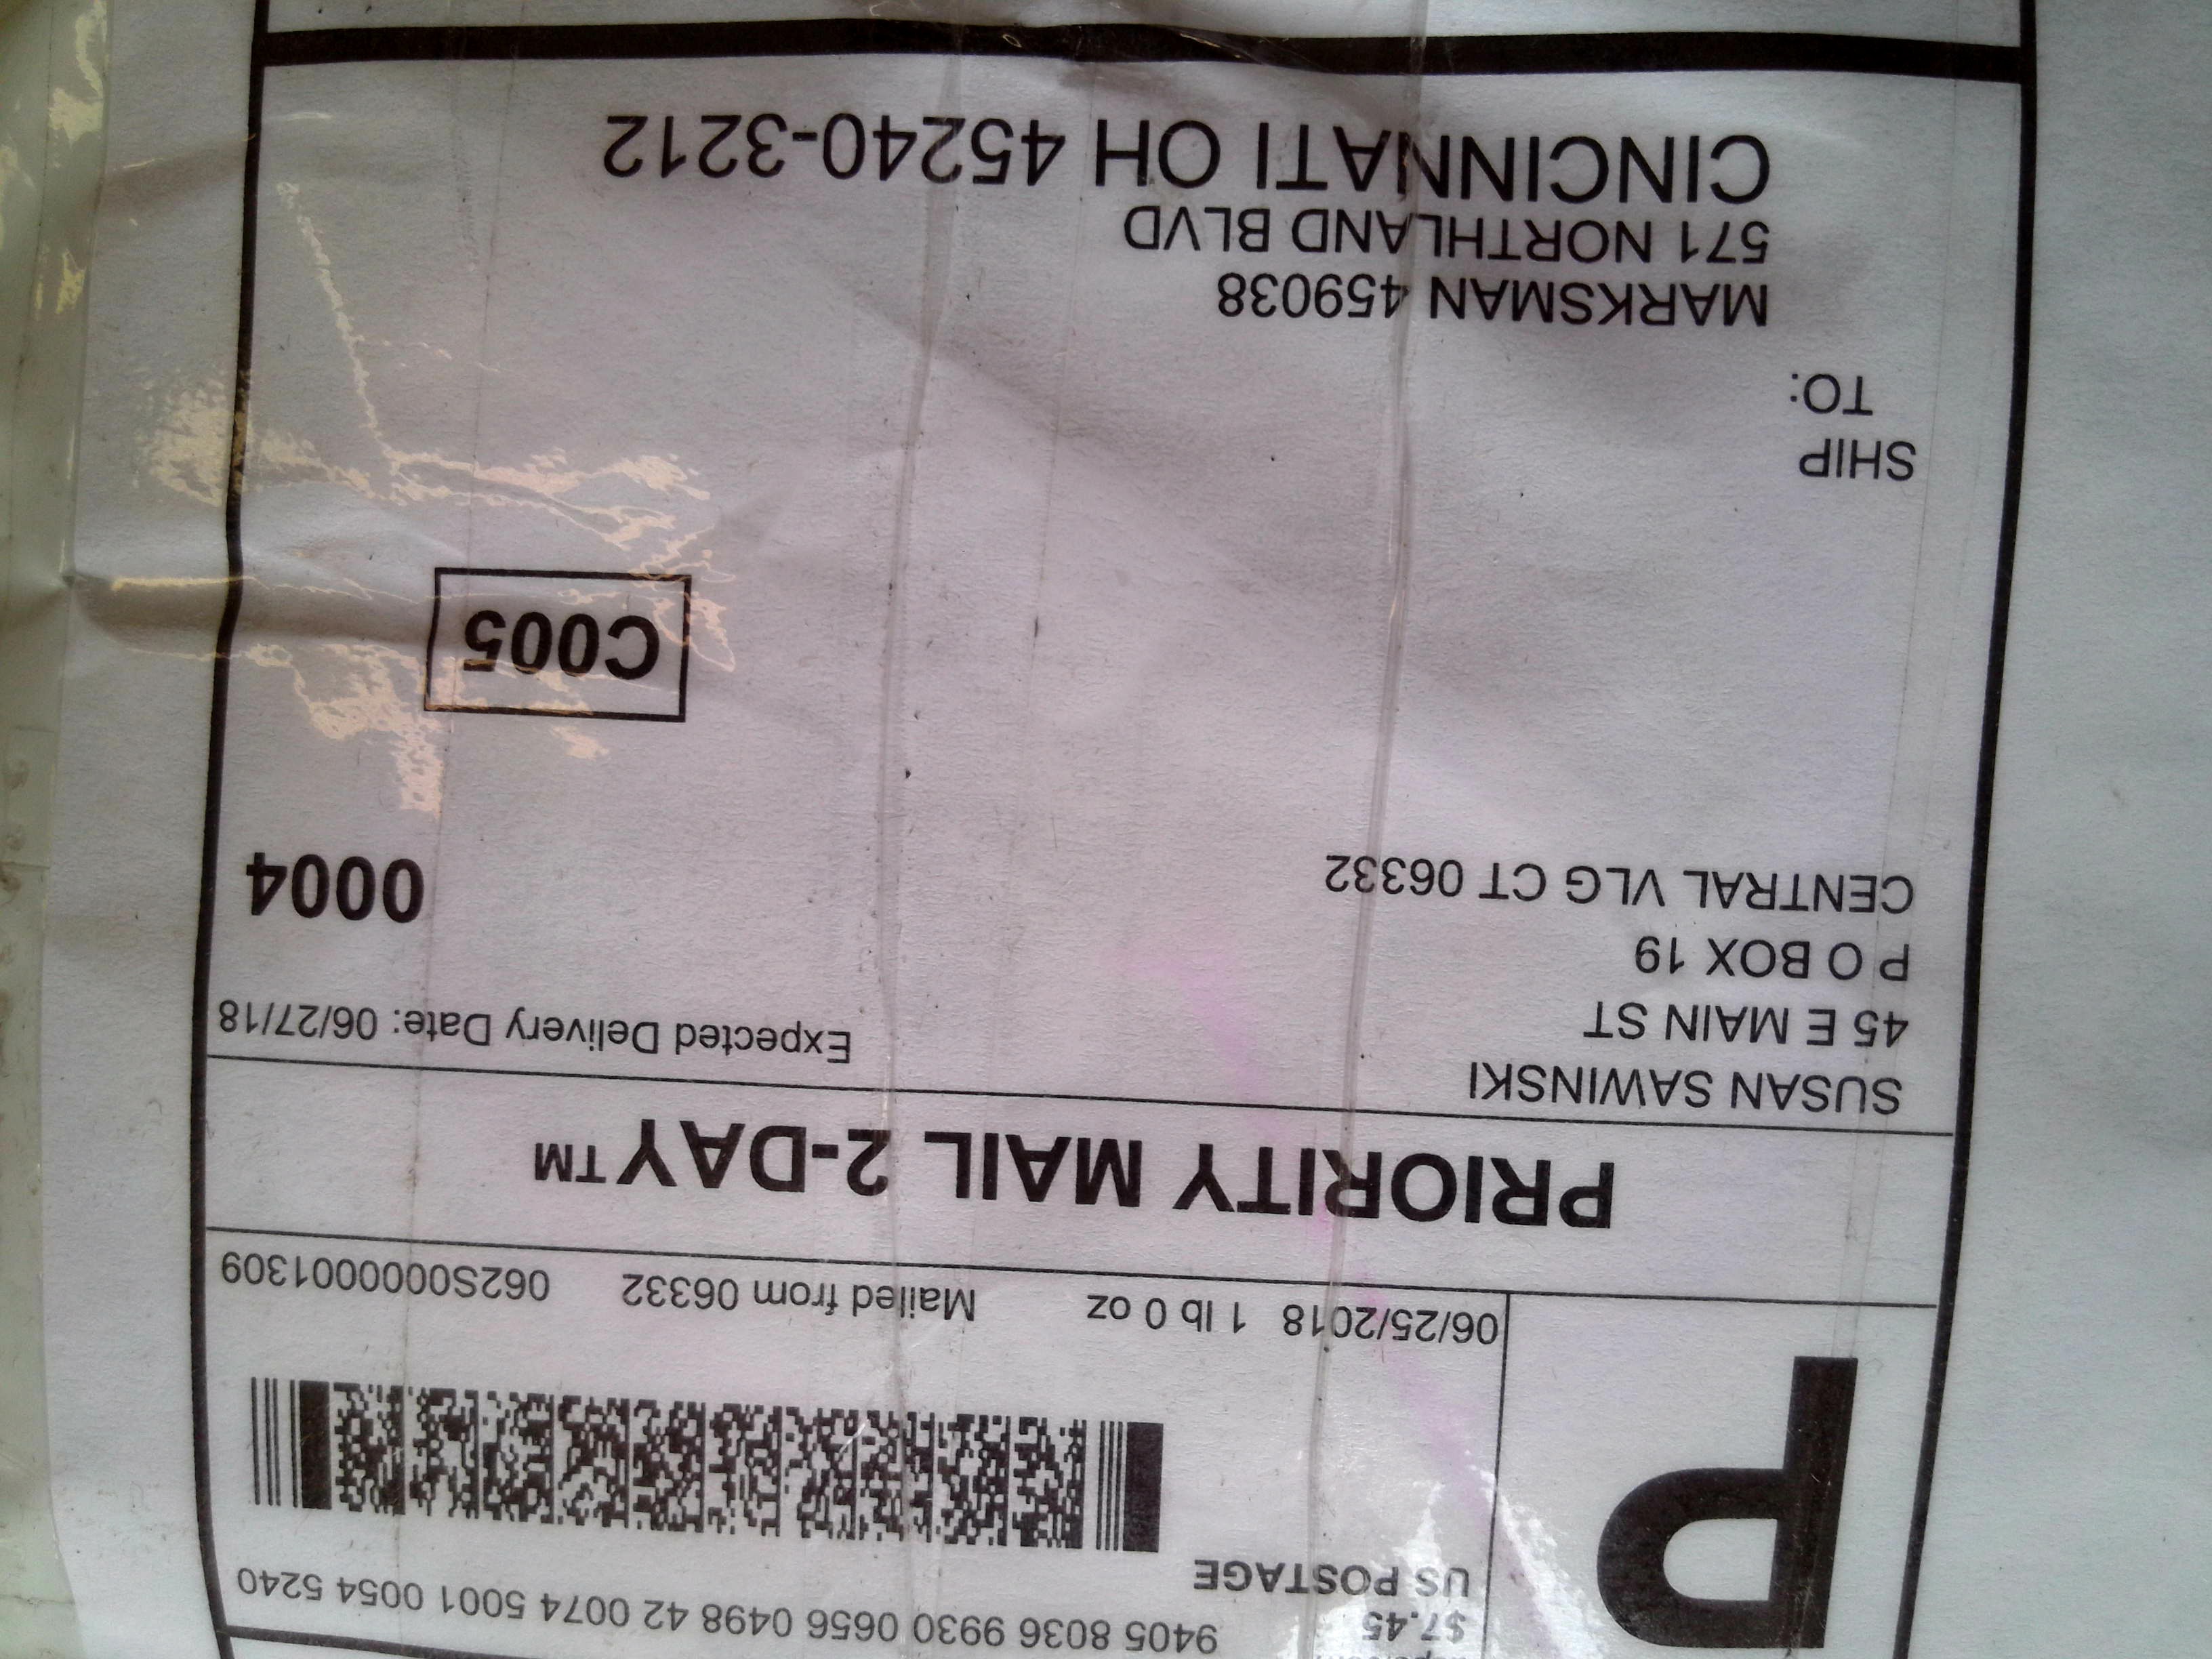 P
$7.45
US POSTAGE
9405 8036 9930 0656 0498 42 0074 5001 0054 5240
06/25/2018 1 lb 0 oz Mailed from 06332 062S0000001309
PRIORITY MAIL 2-DAY™
SUSAN SAWINSKI
45 E MAIN ST
P O BOX 19
CENTRAL VLG CT 06332
Expected Delivery Date: 06/27/18
0004
C005
SHIP
TO:
MARKSMAN 459038
571 NORTHLAND BLVD
CINCINNATI OH 45240-3212